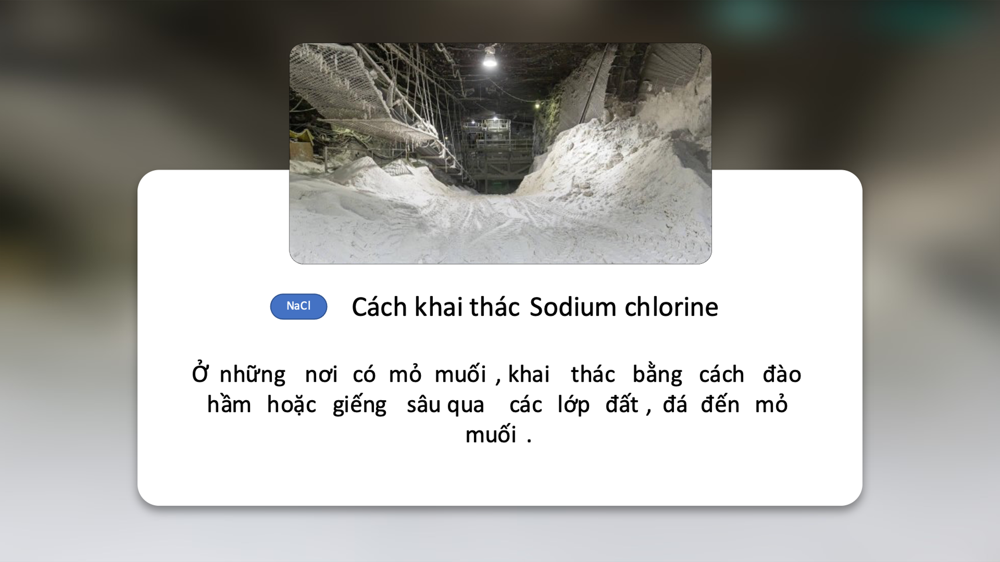 NaCl Cách khai thác Sodium chlorine
Ở những nơi có mỏ muối , khai thác bằng cách đào
hầm hoặc giếng sâu qua các lớp đất , đá đến mỏ
muối .